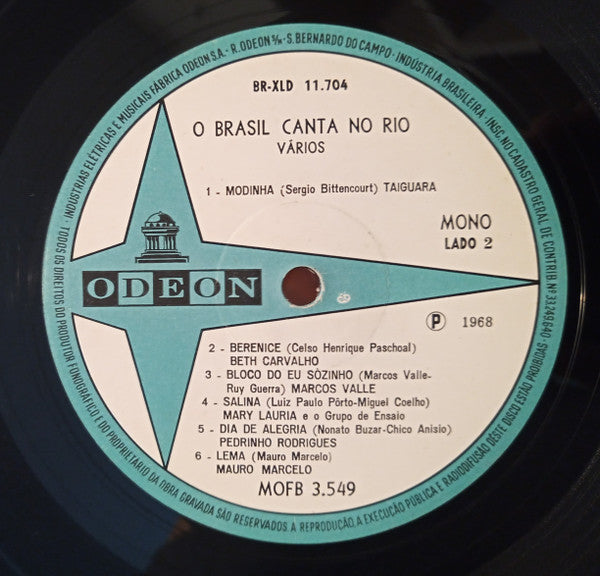 INDÚSTRIAS ELÉTRICAS E MUSICAIS FÁBRICA ODEON S.A. - R. ODEON S/N - S. BERNARDO DO CAMPO - INDÚSTRIA BRASILEIRA - INSC. NO CADASTRO GERAL DE CONTRIB. Nº 33.249.640
TODOS OS DIREITOS DO PRODUTOR FONOGRÁFICO E DO PROPRIETÁRIO DA OBRA GRAVADA SÃO RESERVADOS. A REPRODUÇÃO, A EXECUÇÃO PÚBLICA E RADIODIFUSÃO DÊSTE DISCO ESTÃO PROIBIDAS
BR-XLD 11.704
O BRASIL CANTA NO RIO
VÁRIOS
1 - MODINHA (Sergio Bittencourt) TAIGUARA
MONO
LADO 2
ODEON
P 1968
2 - BERENICE (Celso Henrique Paschoal)
BETH CARVALHO
3 - BLOCO DO EU SÒZINHO (Marcos Valle-
Ruy Guerra) MARCOS VALLE
4 - SALINA (Luiz Paulo Pôrto-Miguel Coelho)
MARY LAURIA e o Grupo de Ensaio
5 - DIA DE ALEGRIA (Nonato Buzar-Chico Anisio)
PEDRINHO RODRIGUES
6 - LEMA (Mauro Marcelo)
MAURO MARCELO
MOFB 3.549